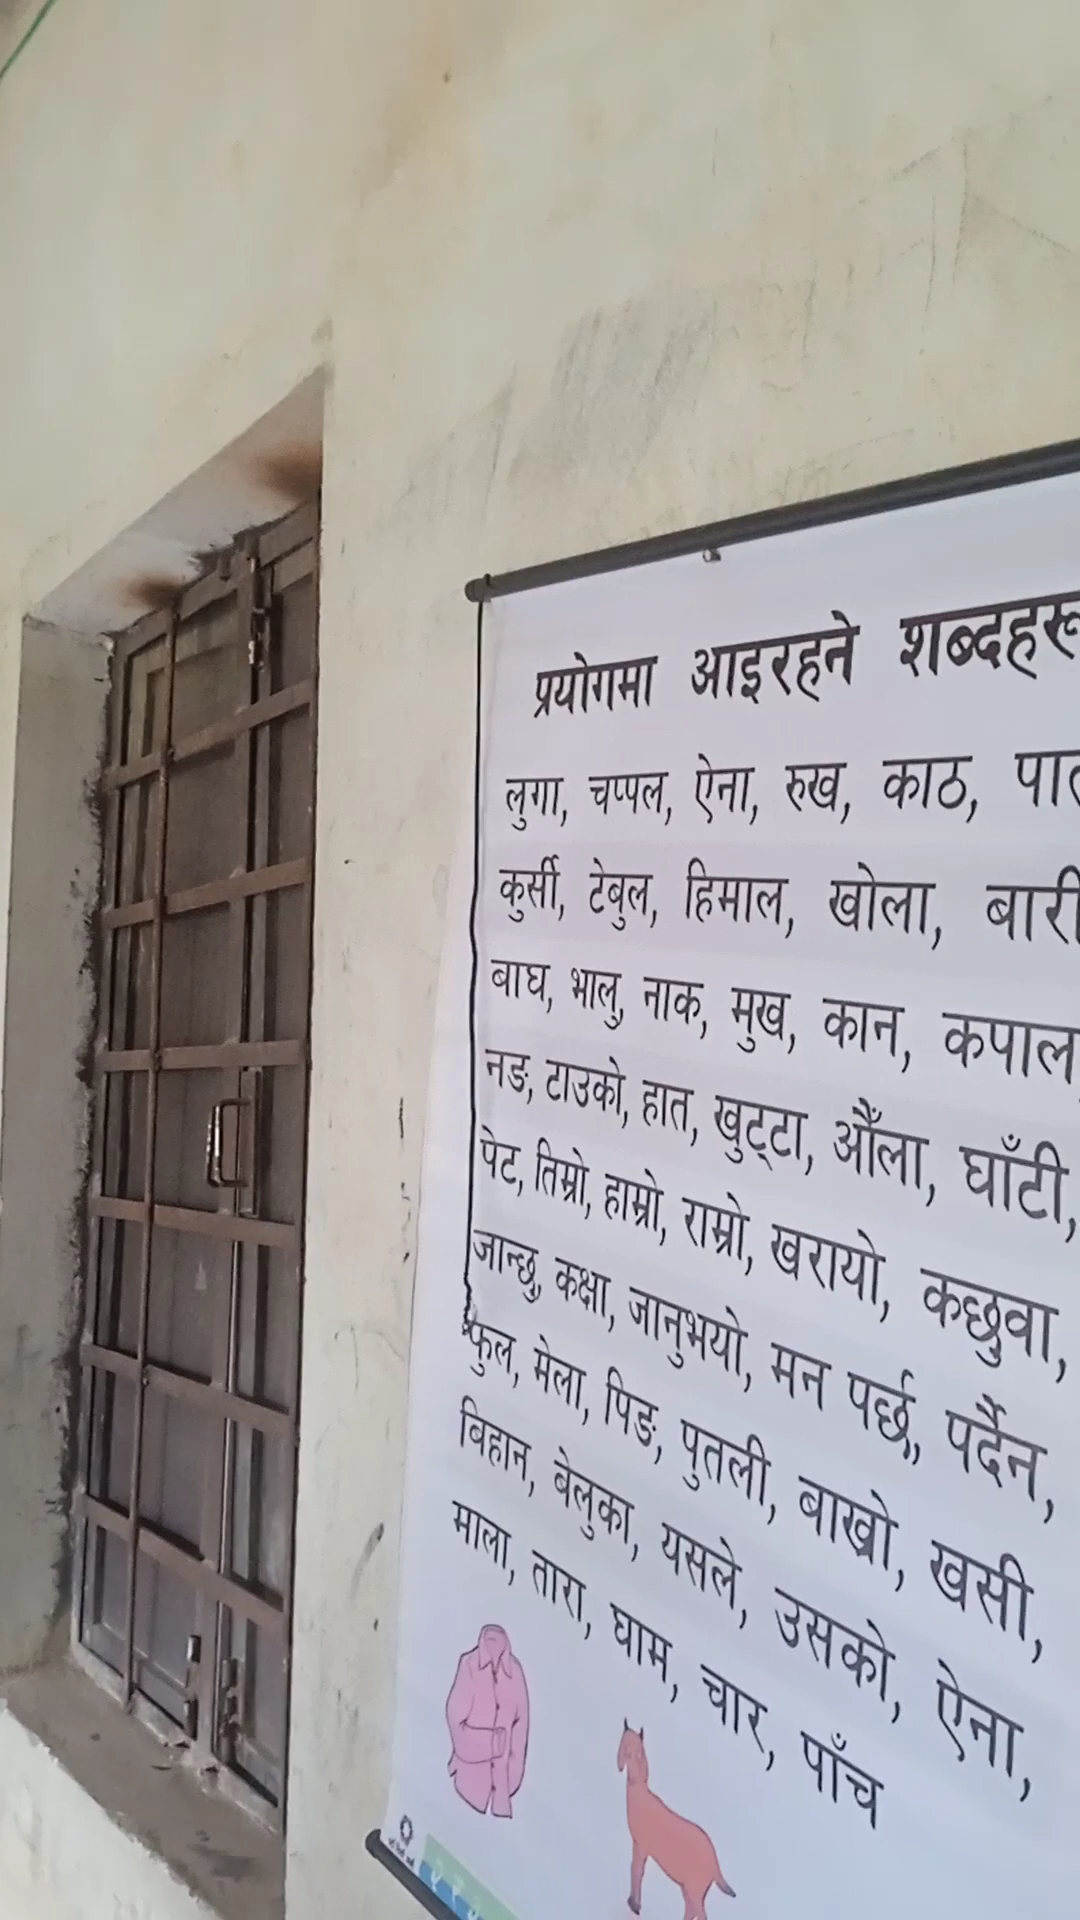 प्रयोगमा आइरहने शब्दहरू
लुगा, चप्पल, ऐना, रुख, काठ,
कुर्सी, टेबुल, हिमाल, खोला, बारी
बाघ, भालु, नाक, मुख, कान, कपाल,
नङ, टाउको, हात, खुट्टा, औँला, घाँटी,
पेट, तिम्रो, हाम्रो, राम्रो, खरायो, कछुवा,
जान्छु, कक्षा, जानुभयो, मन पर्छ, पर्दैन,
फुल, मेला, पिङ, पुतली, बाख्रो, खसी,
बिहान, बेलुका, यसले, उसको, ऐना,
माला, तारा, घाम, चार, पाँच